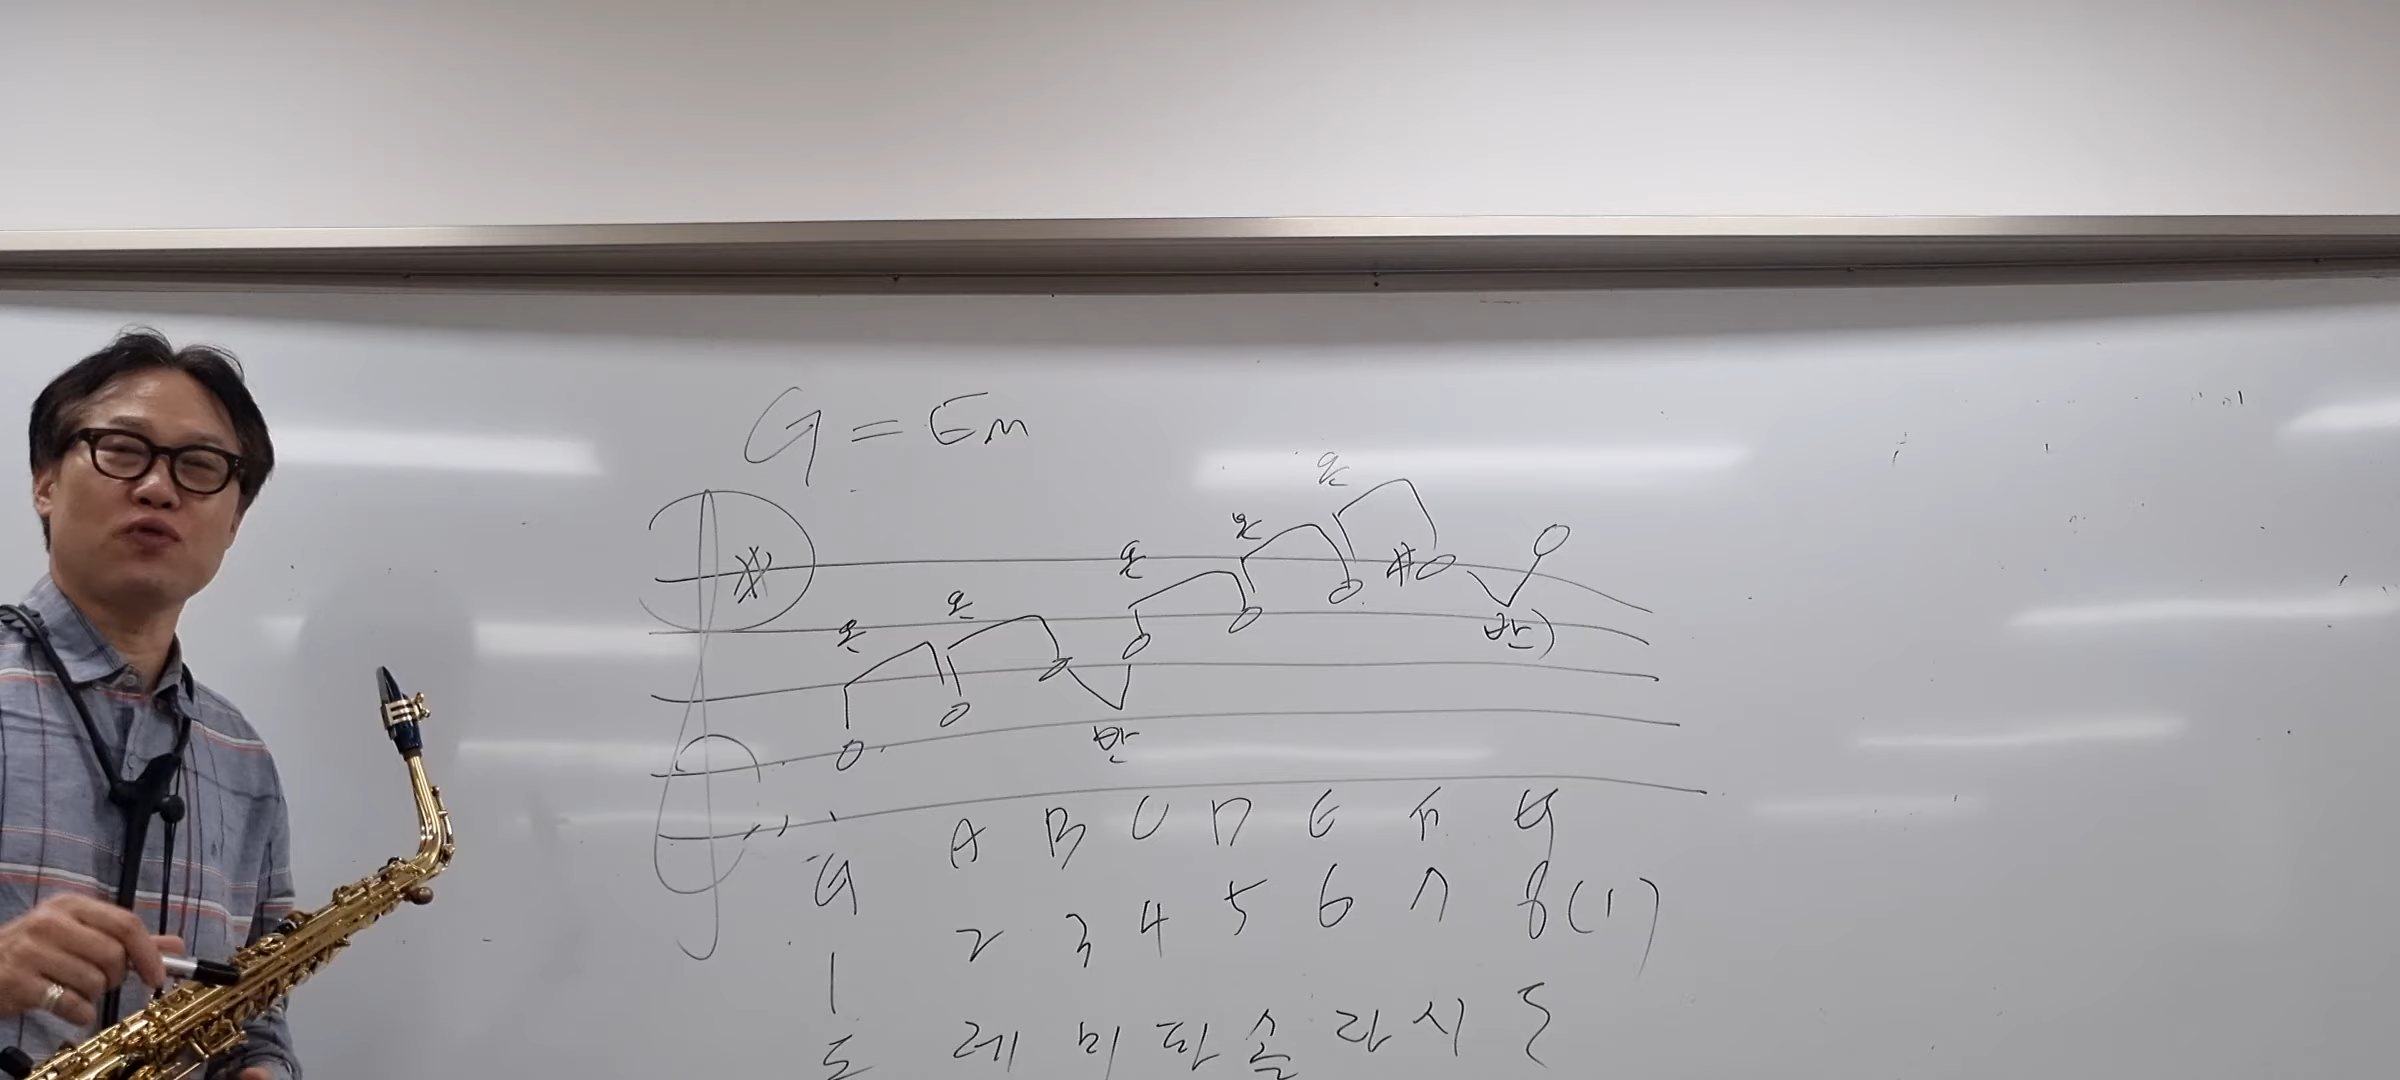 G = Em
온 온 온 온 온
# #
반 반)
G A B C D E F G
1 2 3 4 5 6 7 8(1)
도 레 미 파 솔 라 시 도